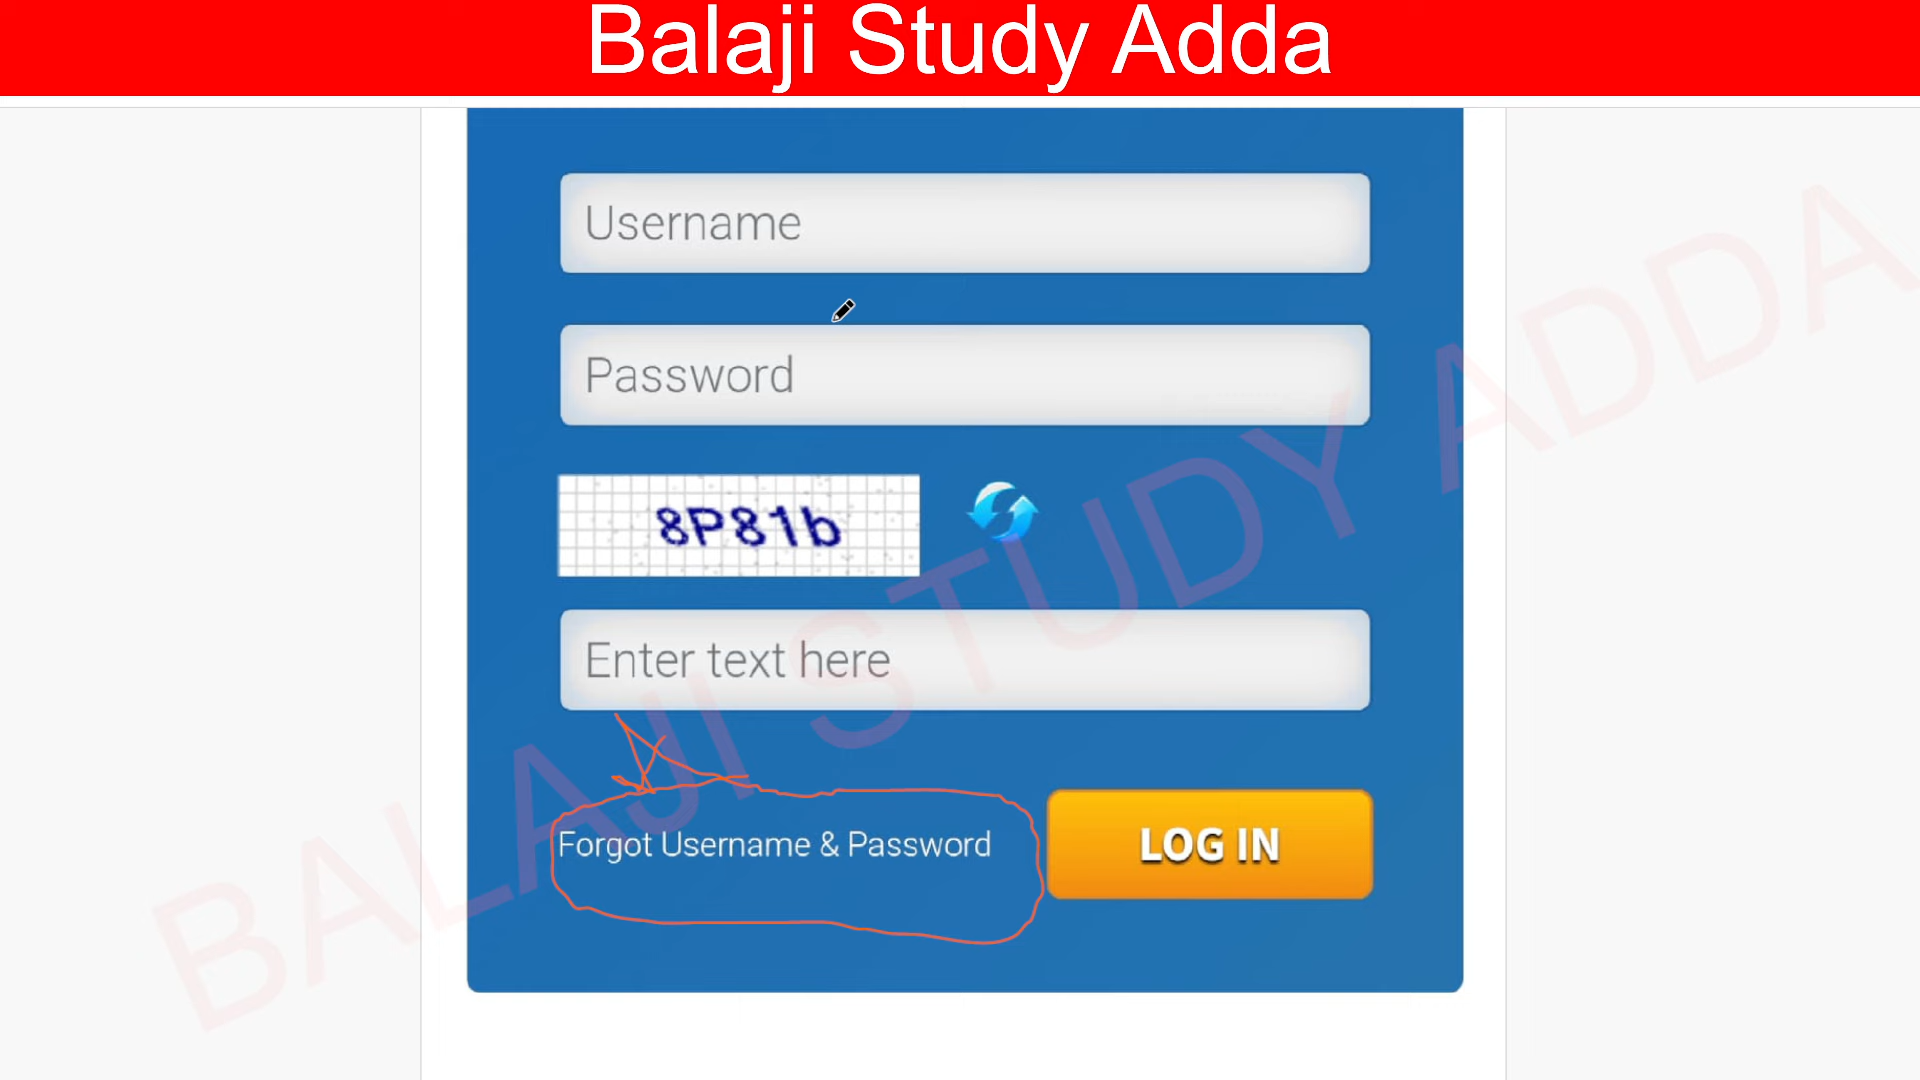 Balaji Study Adda
Username
Password
8P81b
Enter text here
Forgot Username & Password
LOG IN
BALAJI STUDY ADDA